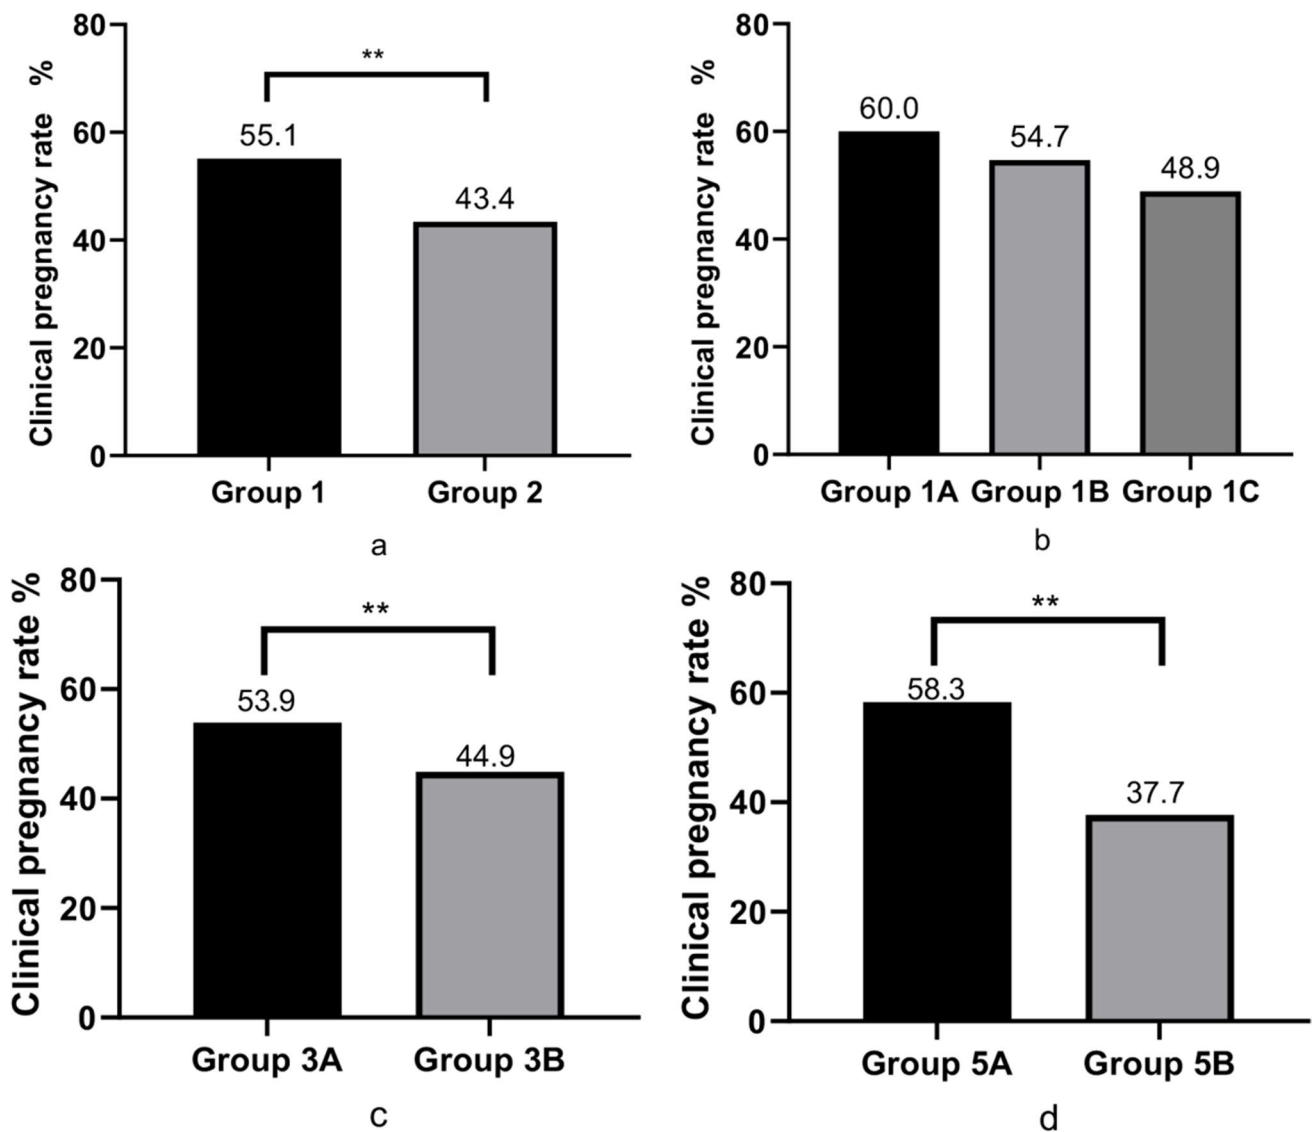 Clinical pregnancy rate %
80
60
40
20
0
**
55.1
43.4
Group 1
Group 2
a
Clinical pregnancy rate %
80
60
40
20
0
60.0
54.7
48.9
Group 1A
Group 1B
Group 1C
b
Clinical pregnancy rate %
80
60
40
20
0
**
53.9
44.9
Group 3A
Group 3B
c
Clinical pregnancy rate %
80
60
40
20
0
**
58.3
37.7
Group 5A
Group 5B
d